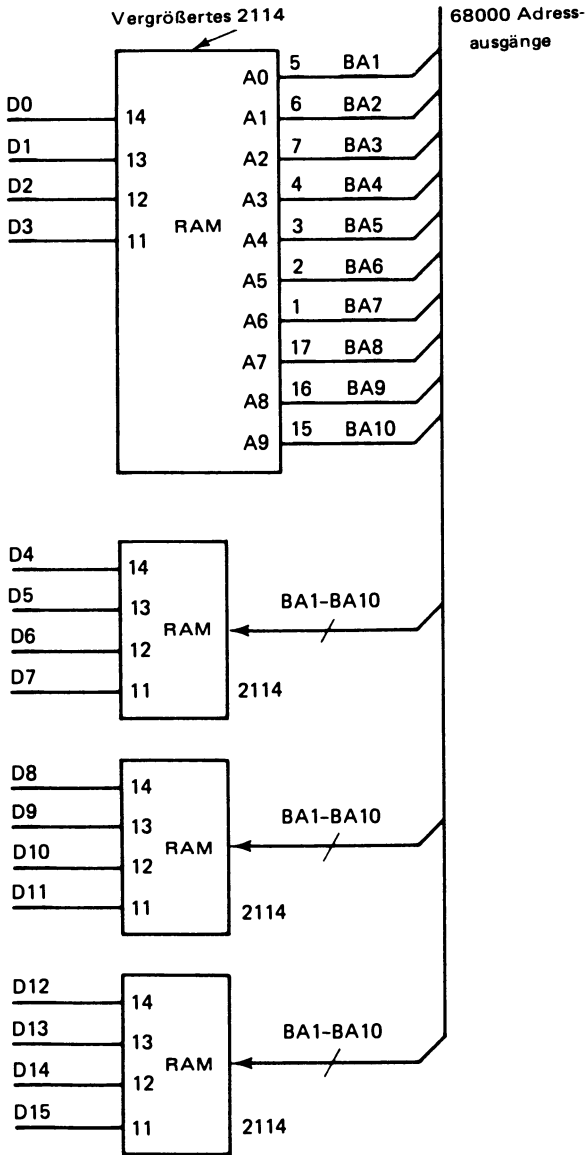 Vergrößertes 2114
68000 Adress-
ausgänge
D0 14 A0 5 BA1
D1 13 A1 6 BA2
D2 12 A2 7 BA3
D3 11 A3 4 BA4
RAM A4 3 BA5
A5 2 BA6
A6 1 BA7
A7 17 BA8
A8 16 BA9
A9 15 BA10
D4 14
D5 13 RAM BA1–BA10
D6 12
D7 11 2114
D8 14
D9 13 RAM BA1–BA10
D10 12
D11 11 2114
D12 14
D13 13 RAM BA1–BA10
D14 12
D15 11 2114